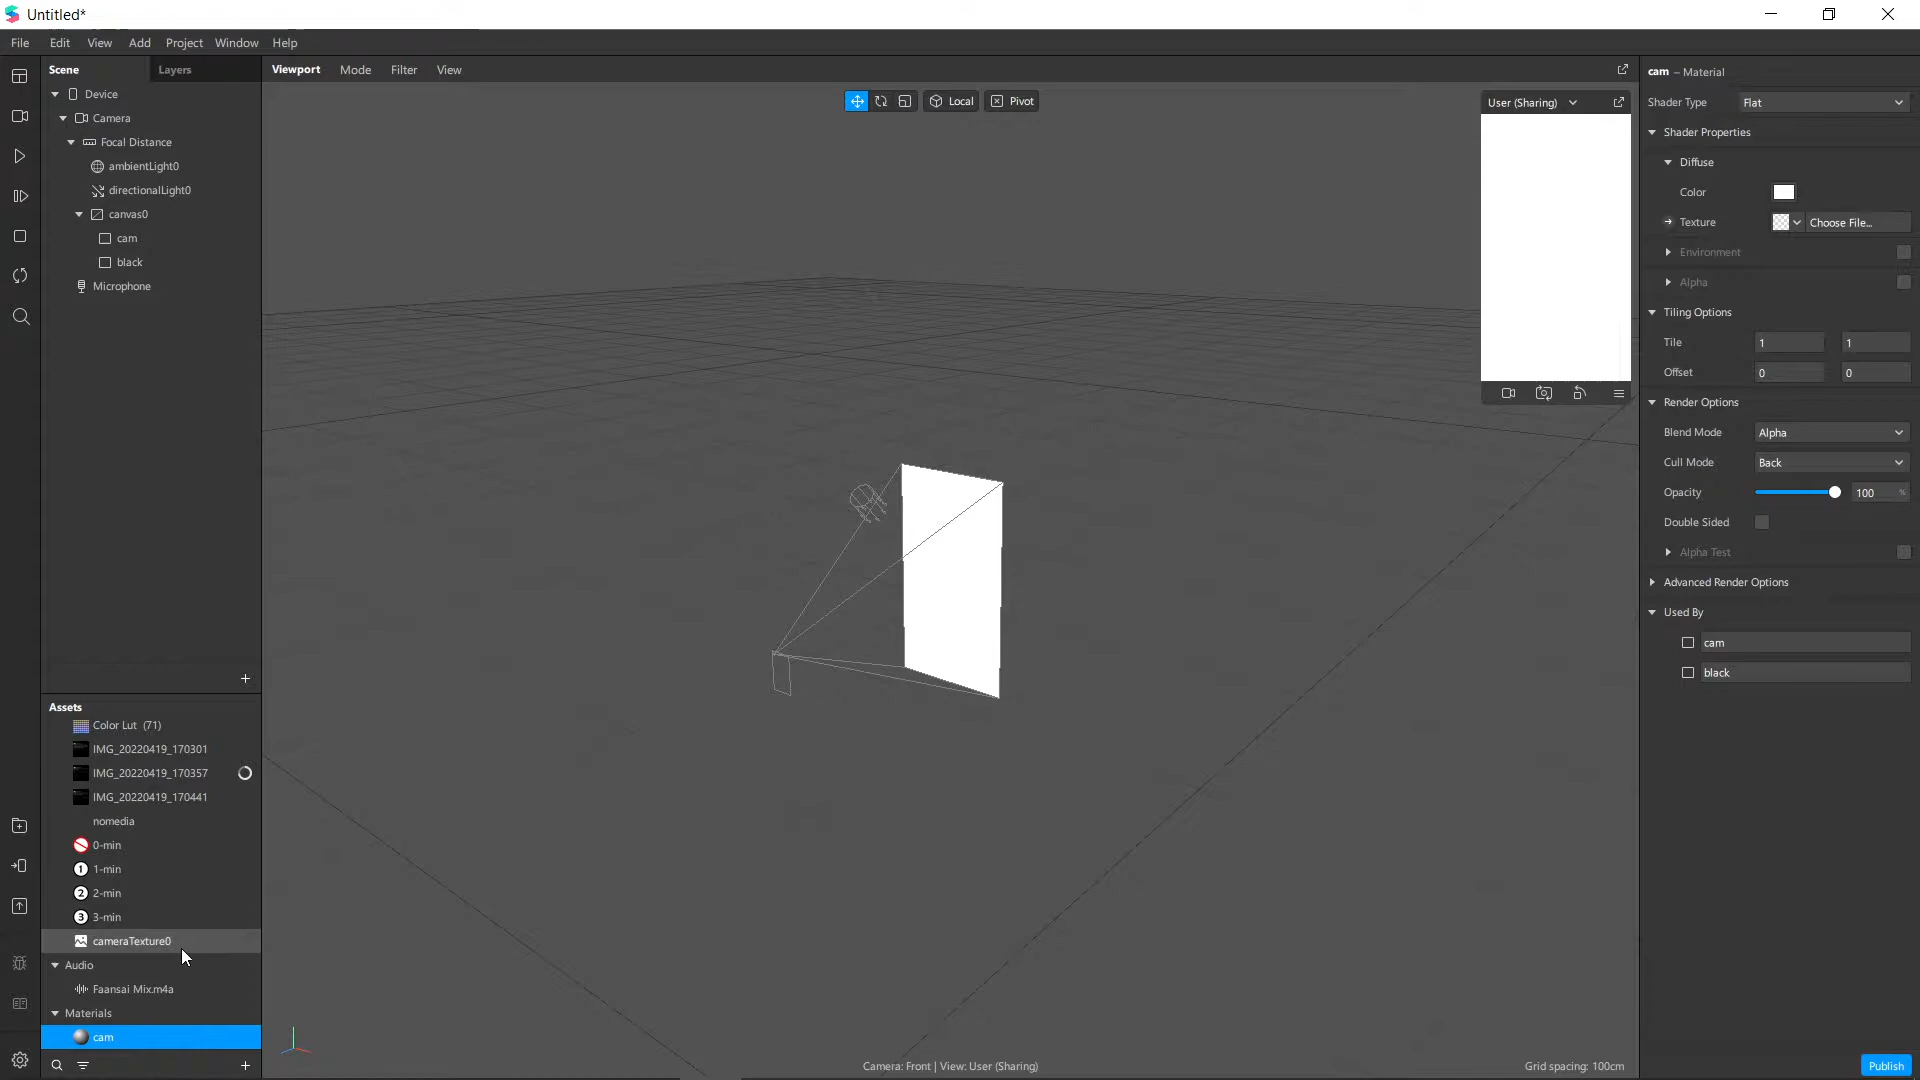 Untitled*
File Edit View Add Project Window Help
Scene Layers
Device
Camera
Focal Distance
ambientLight0
directionalLight0
canvas0
cam
black
Microphone
Assets
Color Lut (71)
IMG_20220419_170301
IMG_20220419_170357
IMG_20220419_170441
nomedia
0-min
1 1-min
2 2-min
3 3-min
cameraTexture0
Audio
Faansai Mix.m4a
Materials
cam
Viewport Mode Filter View
Local Pivot
User (Sharing)
Camera: Front | View: User (Sharing)
Grid spacing: 100cm
cam – Material
Shader Type Flat
Shader Properties
Diffuse
Color
Texture Choose File...
Environment
Alpha
Tiling Options
Tile 1 1
Offset 0 0
Render Options
Blend Mode Alpha
Cull Mode Back
Opacity 100 %
Double Sided
Alpha Test
Advanced Render Options
Used By
cam
black
Publish